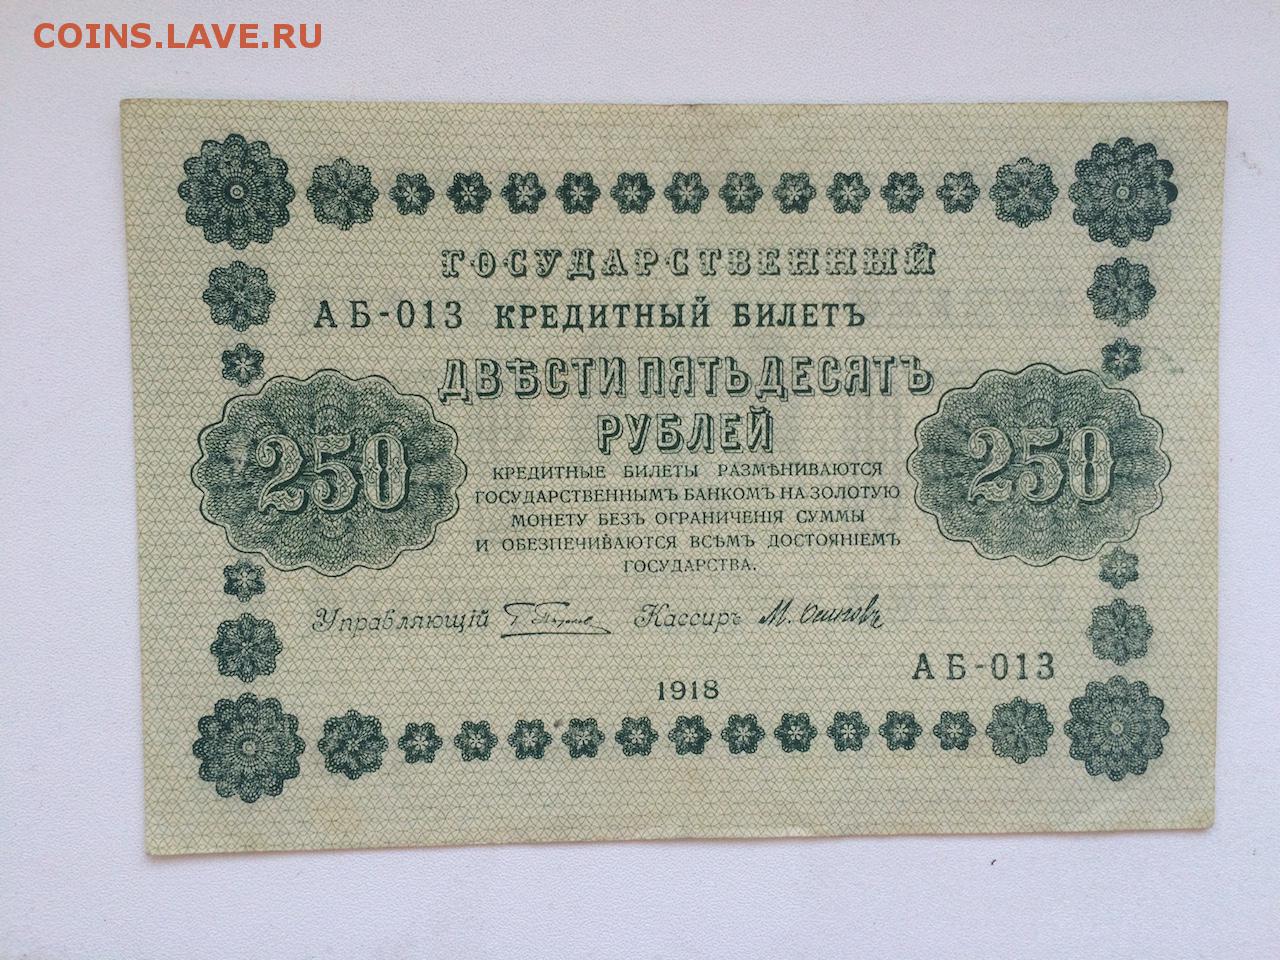 COINS.LAVE.RU
ГОСУДАРСТВЕННЫЙ
АБ-013 КРЕДИТНЫЙ БИЛЕТЪ
ДВѢСТИ ПЯТЬДЕСЯТЪ
РУБЛЕЙ
250
250
КРЕДИТНЫЕ БИЛЕТЫ РАЗМѢНИВАЮТСЯ
ГОСУДАРСТВЕННЫМЪ БАНКОМЪ НА ЗОЛОТУЮ
МОНЕТУ БЕЗЪ ОГРАНИЧЕНІЯ СУММЫ
И ОБЕЗПЕЧИВАЮТСЯ ВСѢМЪ ДОСТОЯНІЕМЪ
ГОСУДАРСТВА.
Управляющій Кассиръ М. Осиповъ
АБ-013
1918